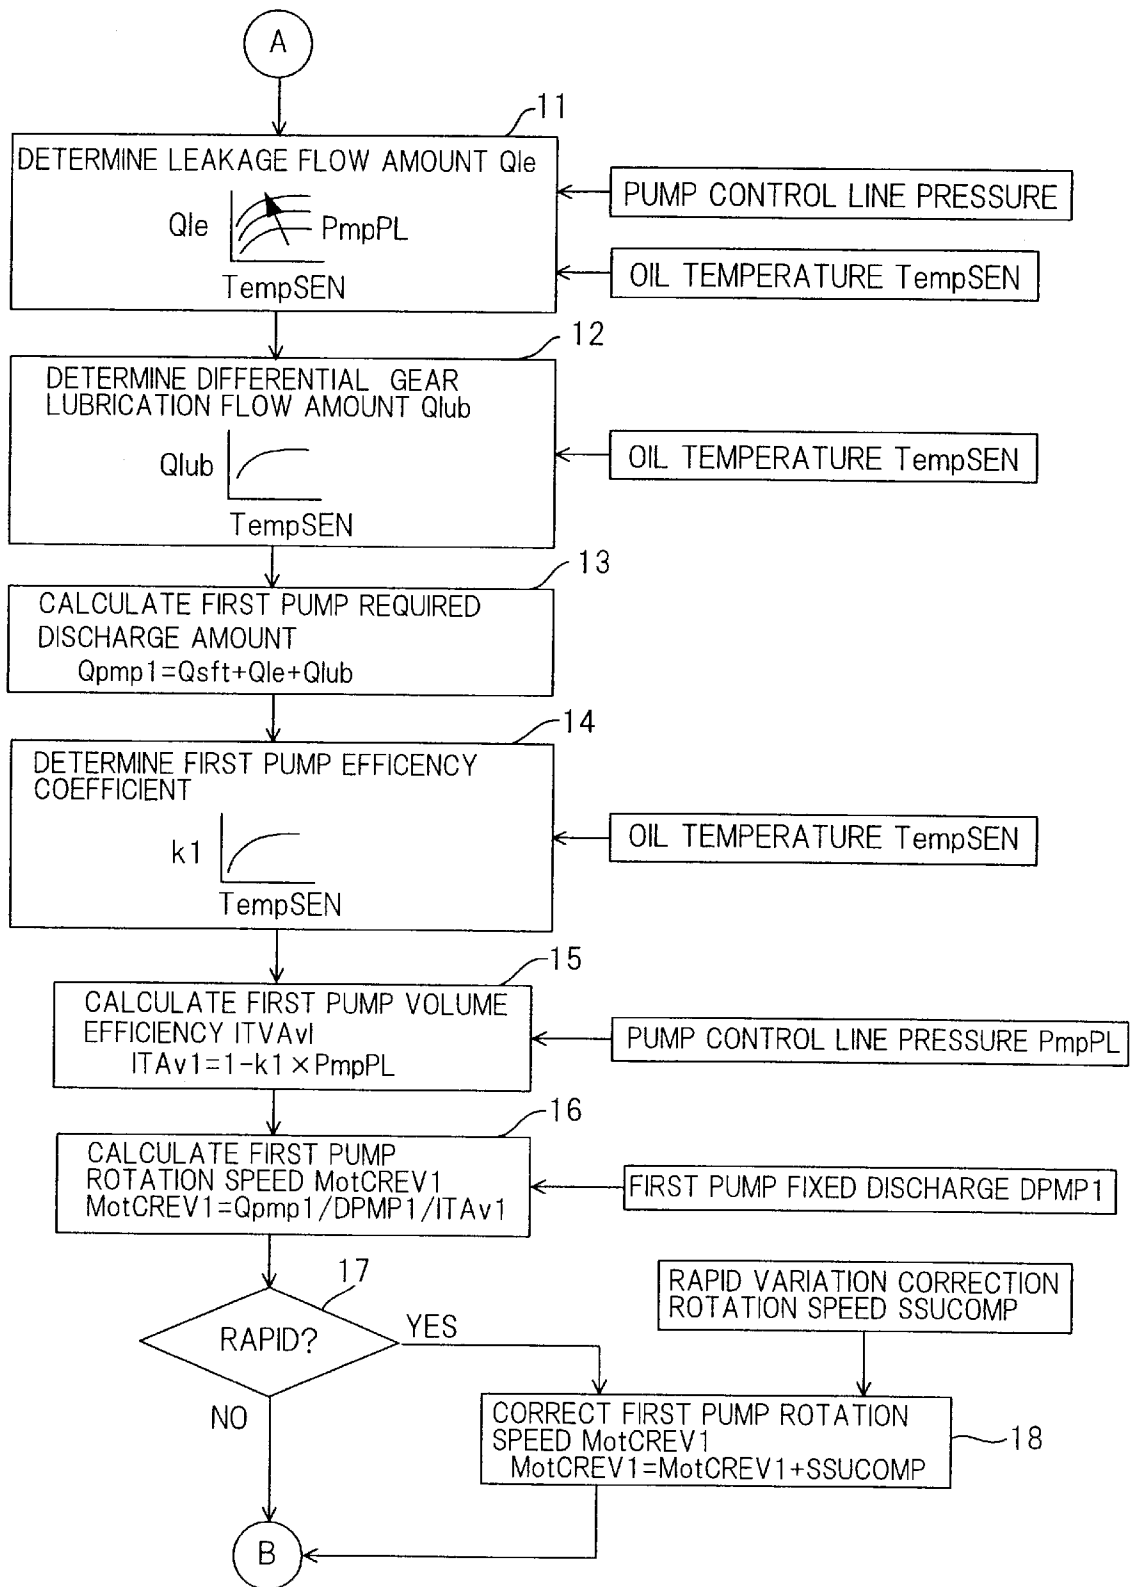 A
11
DETERMINE LEAKAGE FLOW AMOUNT Qle
Qle
PmpPL
TempSEN
PUMP CONTROL LINE PRESSURE
OIL TEMPERATURE TempSEN
12
DETERMINE DIFFERENTIAL GEAR
LUBRICATION FLOW AMOUNT Qlub
Qlub
TempSEN
OIL TEMPERATURE TempSEN
13
CALCULATE FIRST PUMP REQUIRED
DISCHARGE AMOUNT
Qpmp1=Qsft+Qle+Qlub
14
DETERMINE FIRST PUMP EFFICENCY
COEFFICIENT
k1
TempSEN
OIL TEMPERATURE TempSEN
15
CALCULATE FIRST PUMP VOLUME
EFFICIENCY ITVAvl
ITAv1=1-k1×PmpPL
PUMP CONTROL LINE PRESSURE PmpPL
16
CALCULATE FIRST PUMP
ROTATION SPEED MotCREV1
MotCREV1=Qpmp1/DPMP1/ITAv1
FIRST PUMP FIXED DISCHARGE DPMP1
17
RAPID?
YES
NO
RAPID VARIATION CORRECTION
ROTATION SPEED SSUCOMP
CORRECT FIRST PUMP ROTATION
SPEED MotCREV1
MotCREV1=MotCREV1+SSUCOMP
18
B